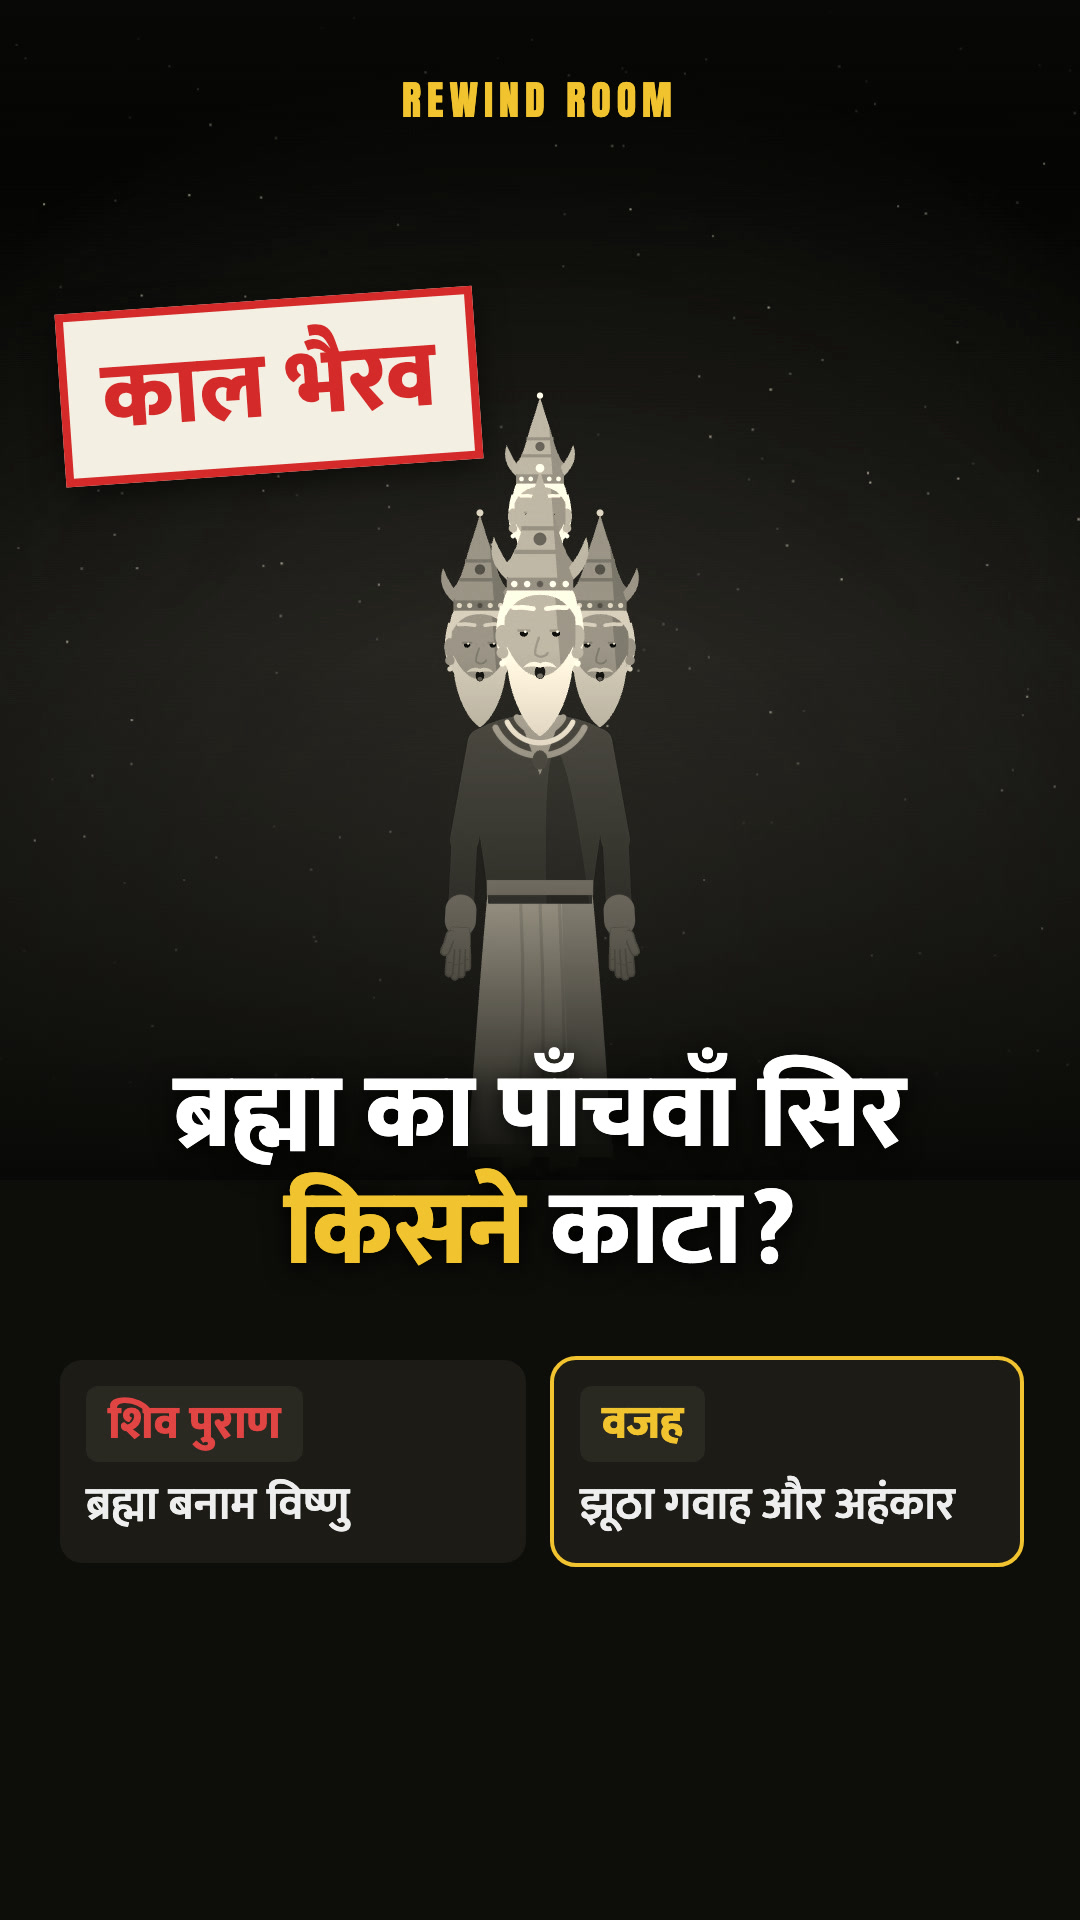 REWIND ROOM
काल भैरव
ब्रह्मा का पाँचवाँ सिर
किसने काटा?
शिव पुराण
ब्रह्मा बनाम विष्णु
वजह
झूठा गवाह और अहंकार